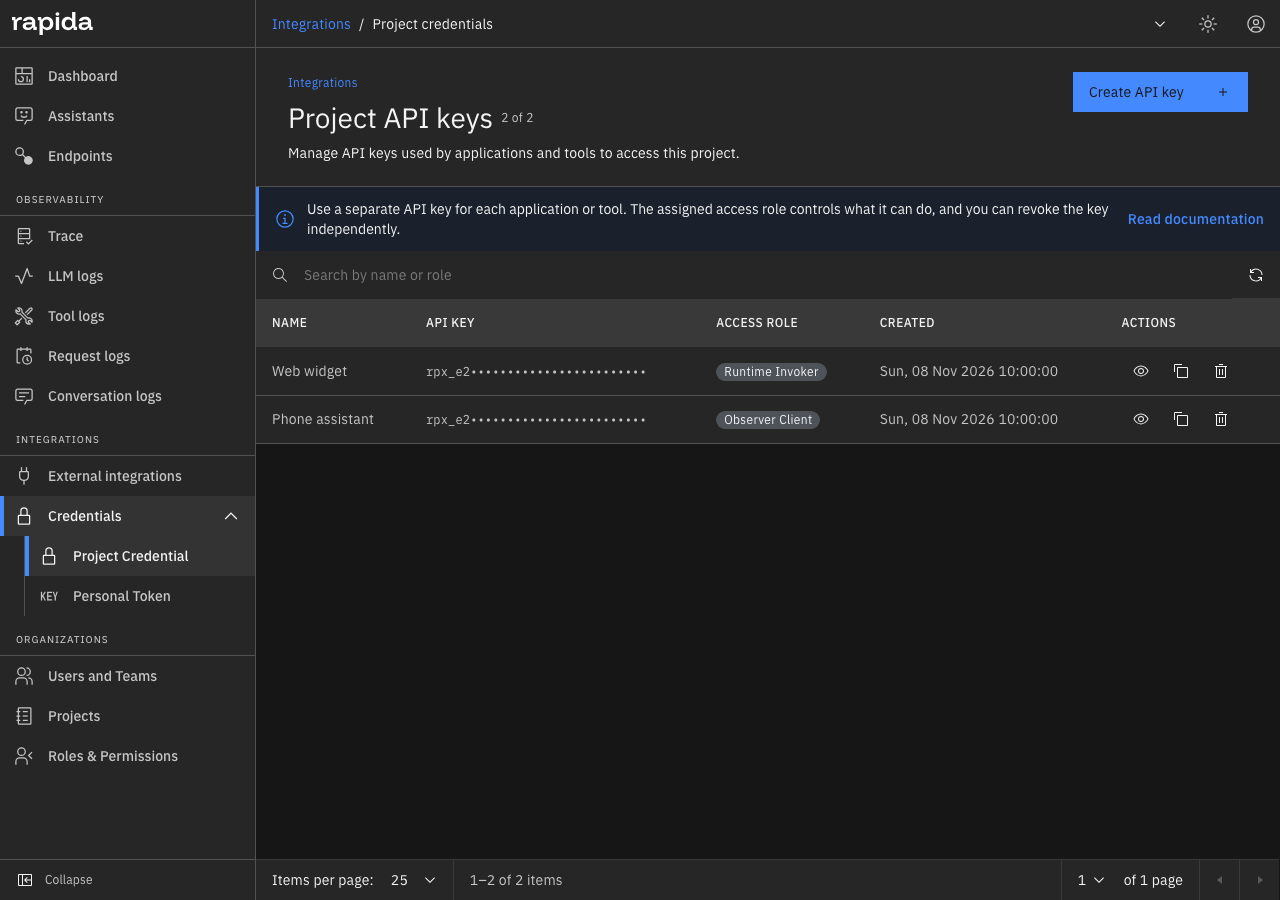 rapida
Integrations / Project credentials
Dashboard
Assistants
Endpoints
OBSERVABILITY
Trace
LLM logs
Tool logs
Request logs
Conversation logs
INTEGRATIONS
External integrations
Credentials
Project Credential
KEY Personal Token
ORGANIZATIONS
Users and Teams
Projects
Roles & Permissions
Collapse
Integrations
Project API keys 2 of 2
Manage API keys used by applications and tools to access this project.
Create API key +
Use a separate API key for each application or tool. The assigned access role controls what it can do, and you can revoke the key
independently.
Read documentation
Search by name or role
NAME API KEY ACCESS ROLE CREATED ACTIONS
Web widget rpx_e2•••••••••••••••••••••••• Runtime Invoker Sun, 08 Nov 2026 10:00:00
Phone assistant rpx_e2•••••••••••••••••••••••• Observer Client Sun, 08 Nov 2026 10:00:00
Items per page: 25 1–2 of 2 items 1 of 1 page